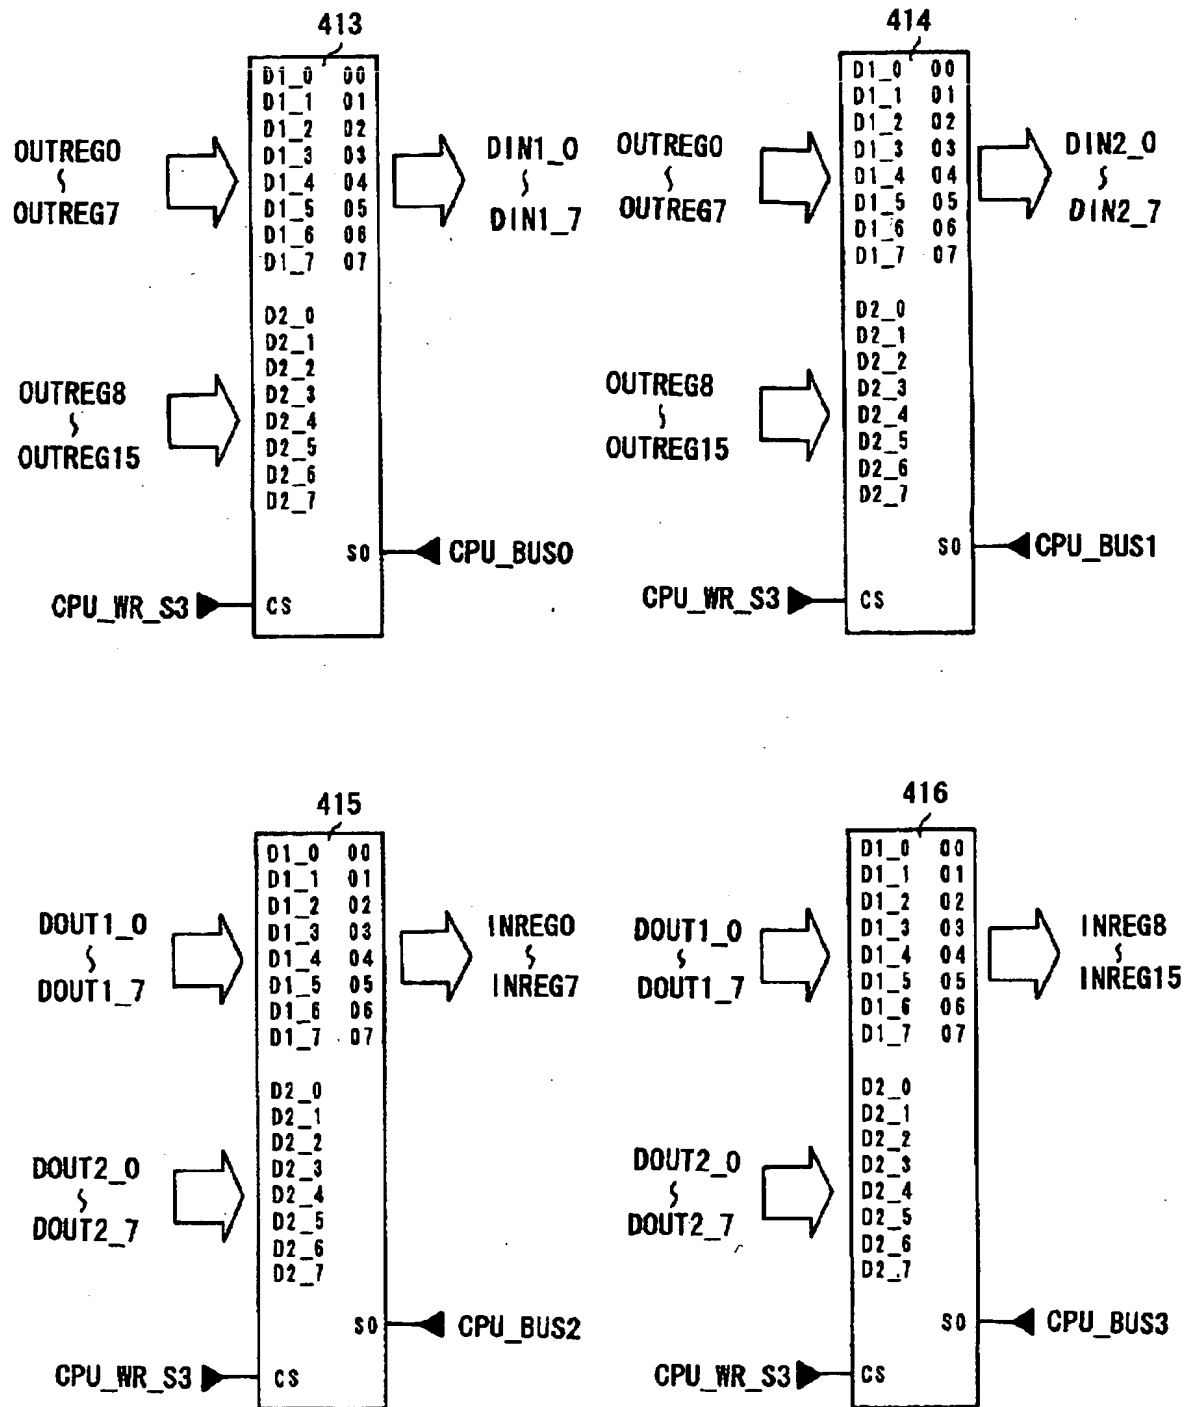 413
D1_0 00
D1_1 01
D1_2 02
D1_3 03
D1_4 04
D1_5 05
D1_6 06
D1_7 07
D2_0
D2_1
D2_2
D2_3
D2_4
D2_5
D2_6
D2_7
S0
CS
OUTREG0
OUTREG7
OUTREG8
OUTREG15
DIN1_0
DIN1_7
CPU_BUS0
CPU_WR_S3
414
D1_0 00
D1_1 01
D1_2 02
D1_3 03
D1_4 04
D1_5 05
D1_6 06
D1_7 07
D2_0
D2_1
D2_2
D2_3
D2_4
D2_5
D2_6
D2_7
S0
CS
OUTREG0
OUTREG7
OUTREG8
OUTREG15
DIN2_0
DIN2_7
CPU_BUS1
CPU_WR_S3
415
D1_0 00
D1_1 01
D1_2 02
D1_3 03
D1_4 04
D1_5 05
D1_6 06
D1_7 07
D2_0
D2_1
D2_2
D2_3
D2_4
D2_5
D2_6
D2_7
S0
CS
DOUT1_0
DOUT1_7
DOUT2_0
DOUT2_7
INREG0
INREG7
CPU_BUS2
CPU_WR_S3
416
D1_0 00
D1_1 01
D1_2 02
D1_3 03
D1_4 04
D1_5 05
D1_6 06
D1_7 07
D2_0
D2_1
D2_2
D2_3
D2_4
D2_5
D2_6
D2_7
S0
CS
DOUT1_0
DOUT1_7
DOUT2_0
DOUT2_7
INREG8
INREG15
CPU_BUS3
CPU_WR_S3